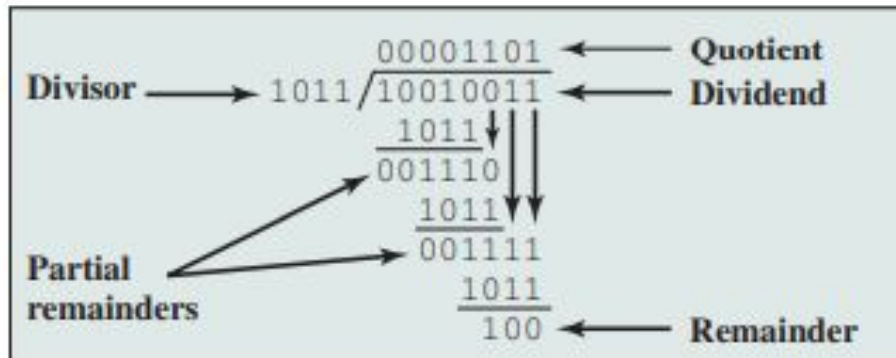 00001101 Quotient
Divisor 1011 10010011 Dividend
1011
001110
1011
001111
Partial
remainders
1011
100 Remainder